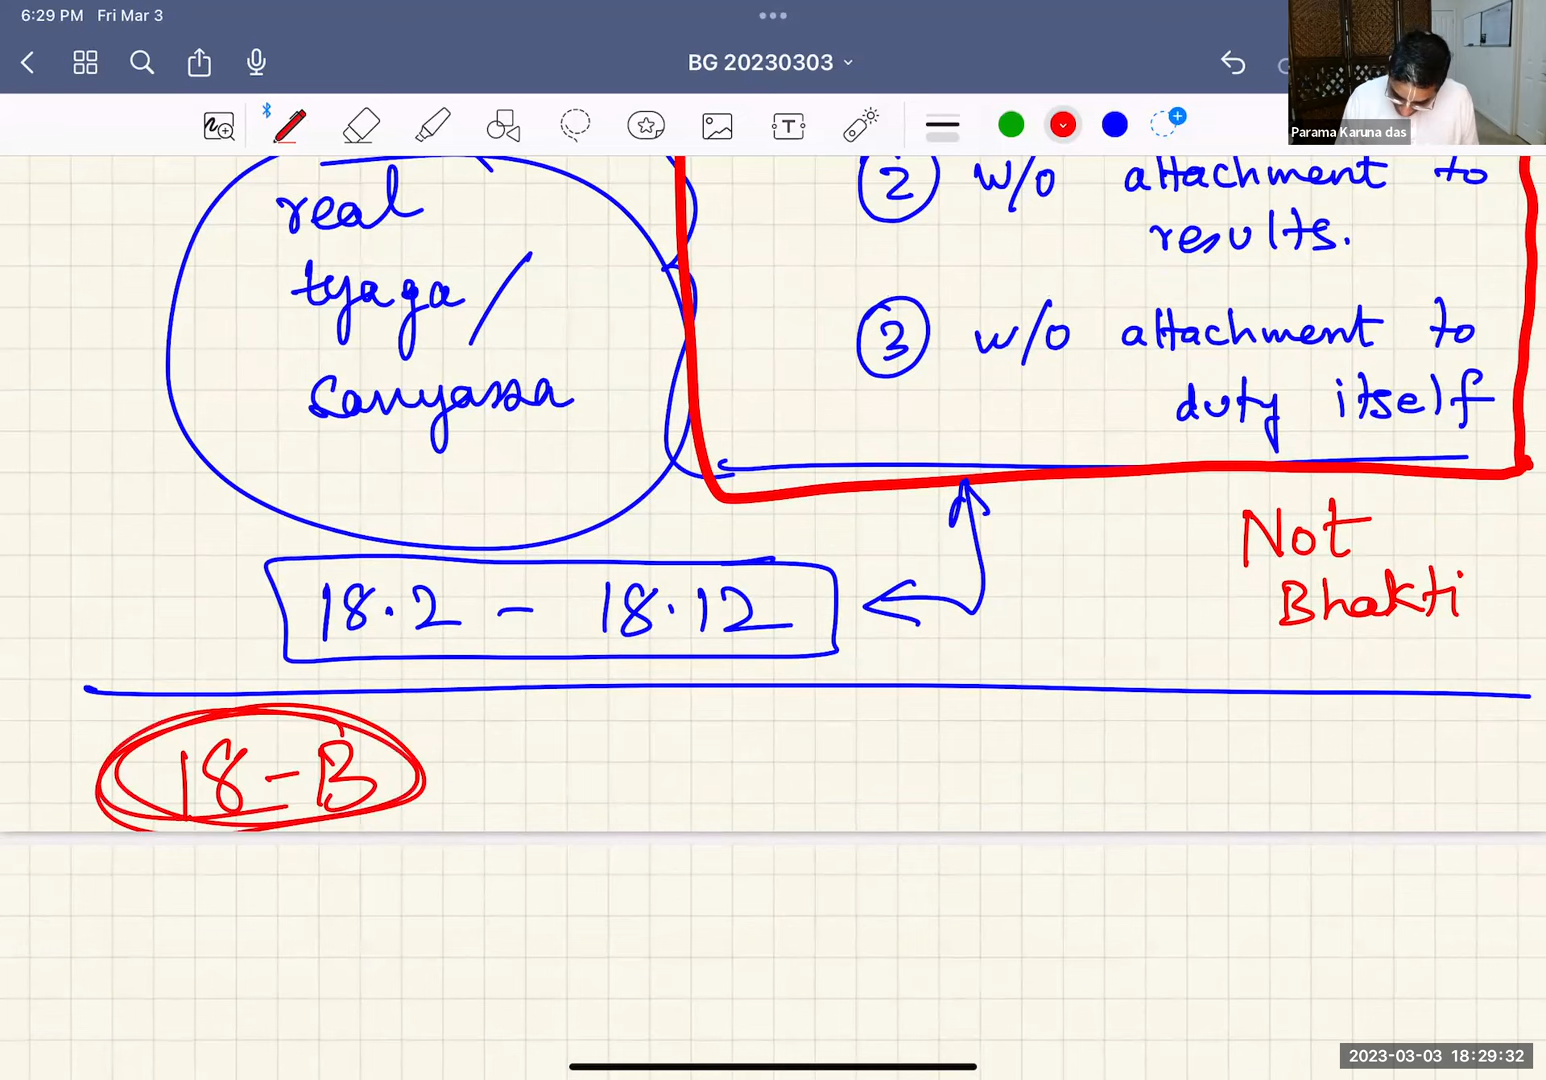 6:29 PM Fri Mar 3
BG 20230303
Parama Karuna das
real
tyaga/
Sanyassa
2 w/o attachment to
results.
3 w/o attachment to
duty itself
Not
Bhakti
18.2 - 18.12
18-B
2023-03-03 18:29:32